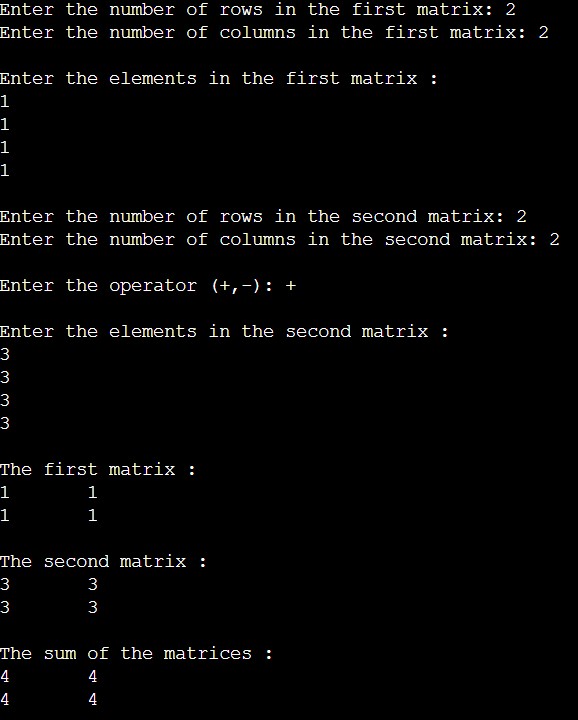 Enter the number of rows in the first matrix: 2
Enter the number of columns in the first matrix: 2
Enter the elements in the first matrix :
1
1
1
1
Enter the number of rows in the second matrix: 2
Enter the number of columns in the second matrix: 2
Enter the operator (+,-): +
Enter the elements in the second matrix :
3
3
3
3
The first matrix :
1 1
1 1
The second matrix :
3 3
3 3
The sum of the matrices :
4 4
4 4